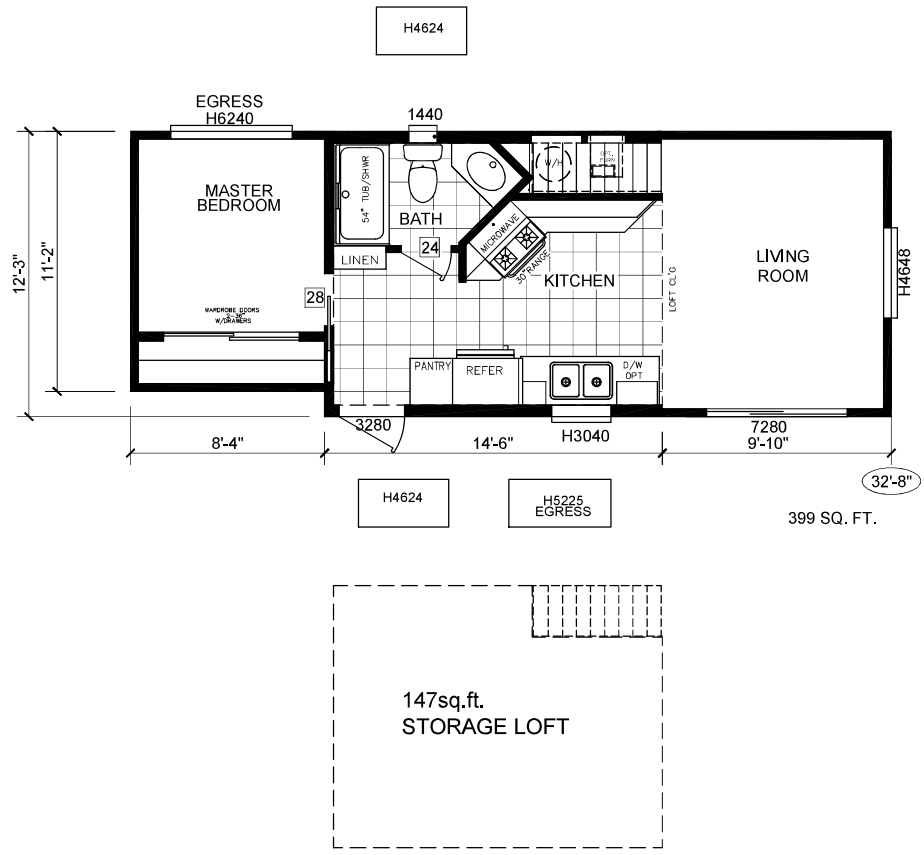 H4624
EGRESS
H6240
1440
MASTER
BEDROOM
54" TUB/SHWR
BATH
24
LINEN
28
WARDROBE DOORS
2-36"
W/DRAWERS
W/H
OPT.
FURN
MICROWAVE
30" RANGE
KITCHEN
LOFT CL'G
LIVING
ROOM
H4648
12'-3"
11'-2"
PANTRY
REFER
D/W
OPT
3280
H3040
7280
8'-4"
14'-6"
9'-10"
32'-8"
399 SQ. FT.
H4624
H5225
EGRESS
147sq.ft.
STORAGE LOFT